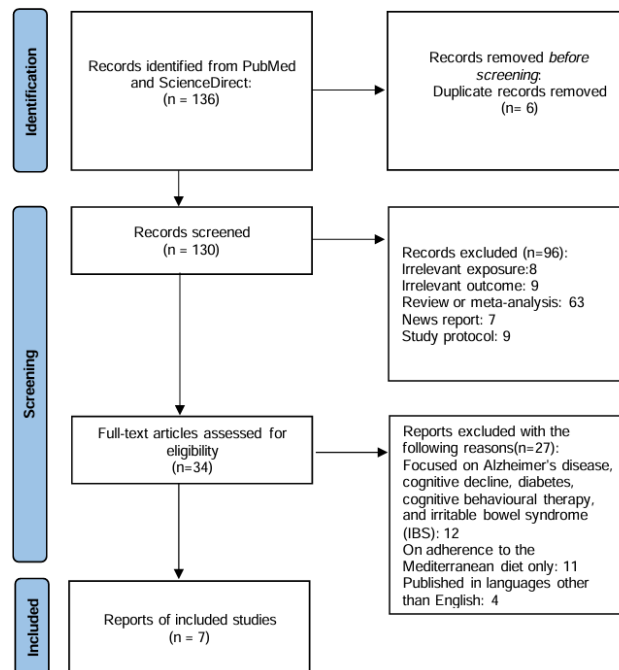 Identification
Records identified from PubMed
and ScienceDirect:
(n = 136)
Records removed before
screening:
Duplicate records removed
(n= 6)
Screening
Records screened
(n = 130)
Records excluded (n=96):
Irrelevant exposure:8
Irrelevant outcome: 9
Review or meta-analysis: 63
News report: 7
Study protocol: 9
Full-text articles assessed for
eligibility
(n=34)
Reports excluded with the
following reasons(n=27):
Focused on Alzheimer's disease,
cognitive decline, diabetes,
cognitive behavioural therapy,
and irritable bowel syndrome
(IBS): 12
On adherence to the
Mediterranean diet only: 11
Published in languages other
than English: 4
Included
Reports of included studies
(n = 7)